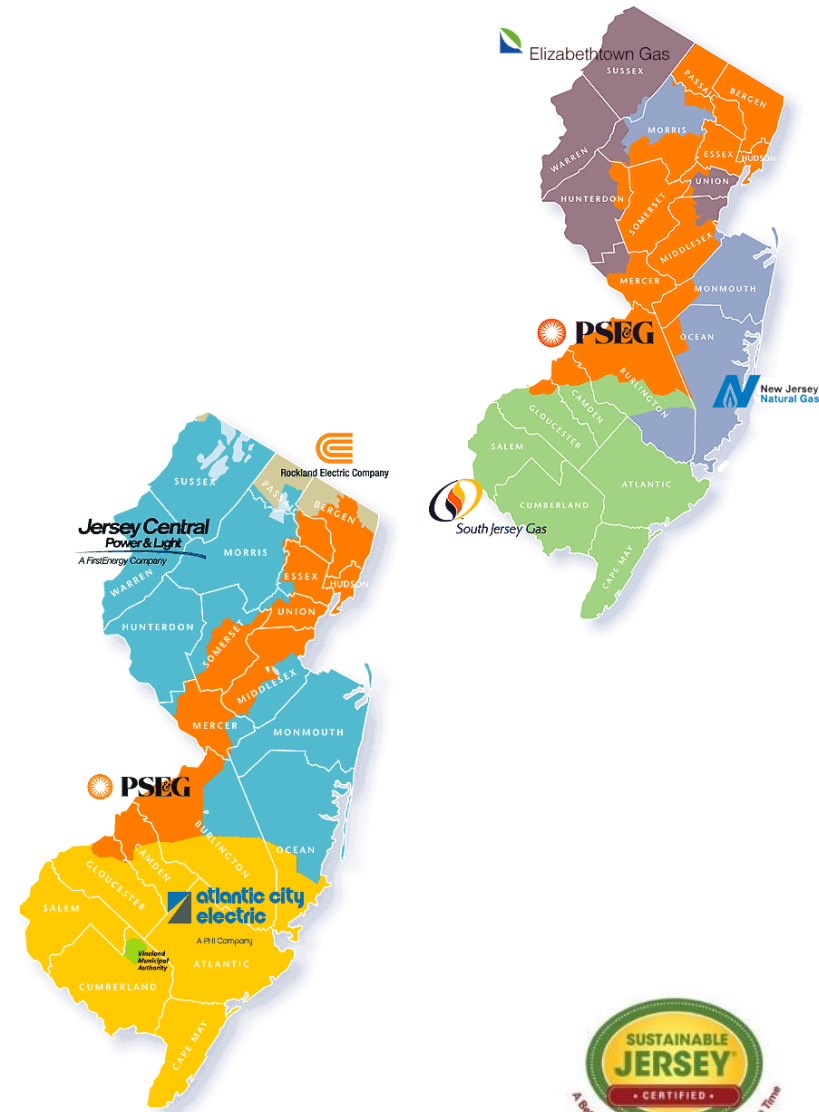 Elizabethtown Gas
SUSSEX
PASSAIC
BERGEN
MORRIS
ESSEX
HUDSON
WARREN
UNION
HUNTERDON
SOMERSET
MIDDLESEX
MERCER
MONMOUTH
PSE&G
OCEAN
BURLINGTON
New Jersey
Natural Gas
CAMDEN
GLOUCESTER
SALEM
ATLANTIC
CUMBERLAND
South Jersey Gas
CAPE MAY
Rockland Electric Company
SUSSEX
PASSAIC
BERGEN
Jersey Central
Power & Light
A FirstEnergy Company
MORRIS
ESSEX
HUDSON
WARREN
UNION
HUNTERDON
SOMERSET
MIDDLESEX
MERCER
MONMOUTH
PSE&G
BURLINGTON
OCEAN
CAMDEN
GLOUCESTER
atlantic city
electric
A PHI Company
SALEM
Vineland
Municipal
Authority
ATLANTIC
CUMBERLAND
CAPE MAY
SUSTAINABLE
JERSEY
• CERTIFIED •
Time